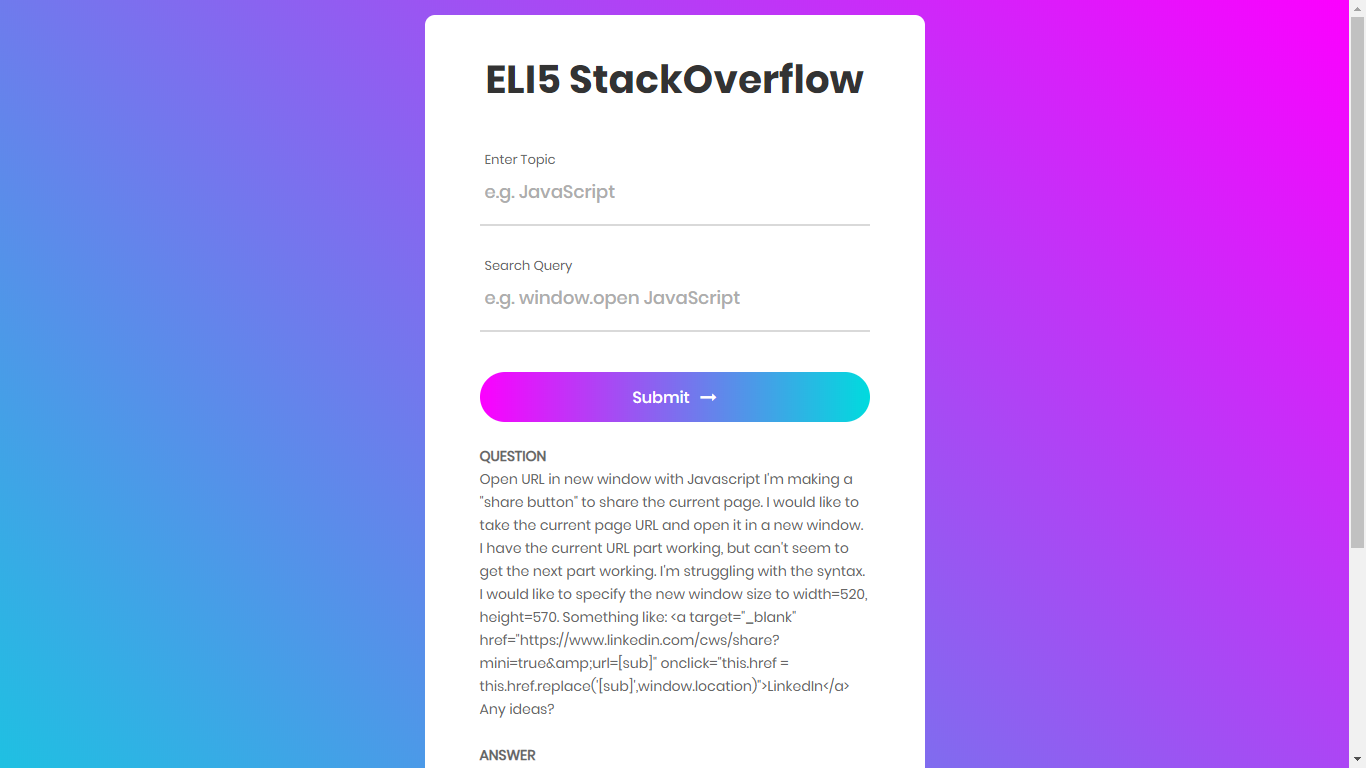 ELI5 StackOverflow
Enter Topic
e.g. JavaScript
Search Query
e.g. window.open JavaScript
Submit
QUESTION
Open URL in new window with Javascript I'm making a
"share button" to share the current page. I would like to
take the current page URL and open it in a new window.
I have the current URL part working, but can't seem to
get the next part working. I'm struggling with the syntax.
I would like to specify the new window size to width=520,
height=570. Something like: <a target="_blank"
href="https://www.linkedin.com/cws/share?
mini=true&amp;url=[sub]" onclick="this.href =
this.href.replace('[sub]',window.location)">LinkedIn</a>
Any ideas?
ANSWER